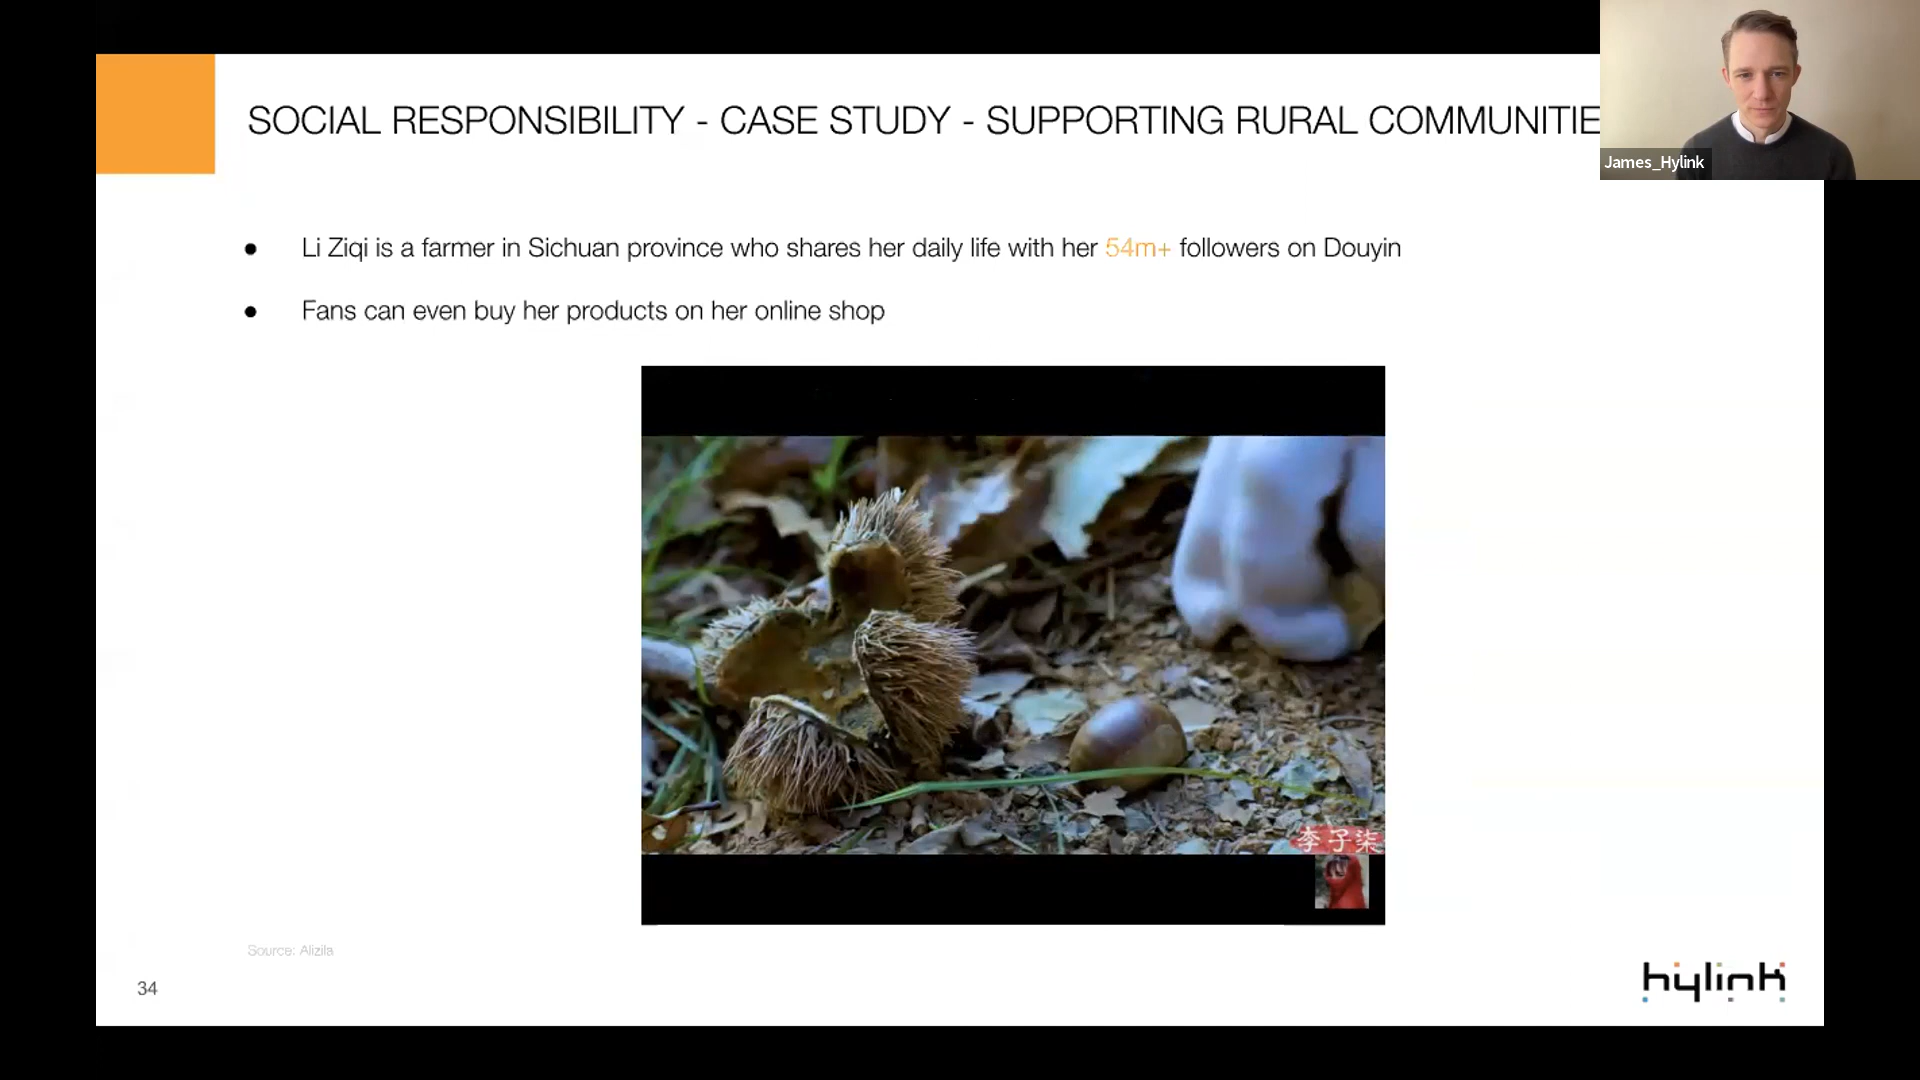 SOCIAL RESPONSIBILITY - CASE STUDY - SUPPORTING RURAL COMMUNITIE
James_Hylink
● Li Ziqi is a farmer in Sichuan province who shares her daily life with her 54m+ followers on Douyin
● Fans can even buy her products on her online shop
李子柒
Source: Alizila
34
hylink